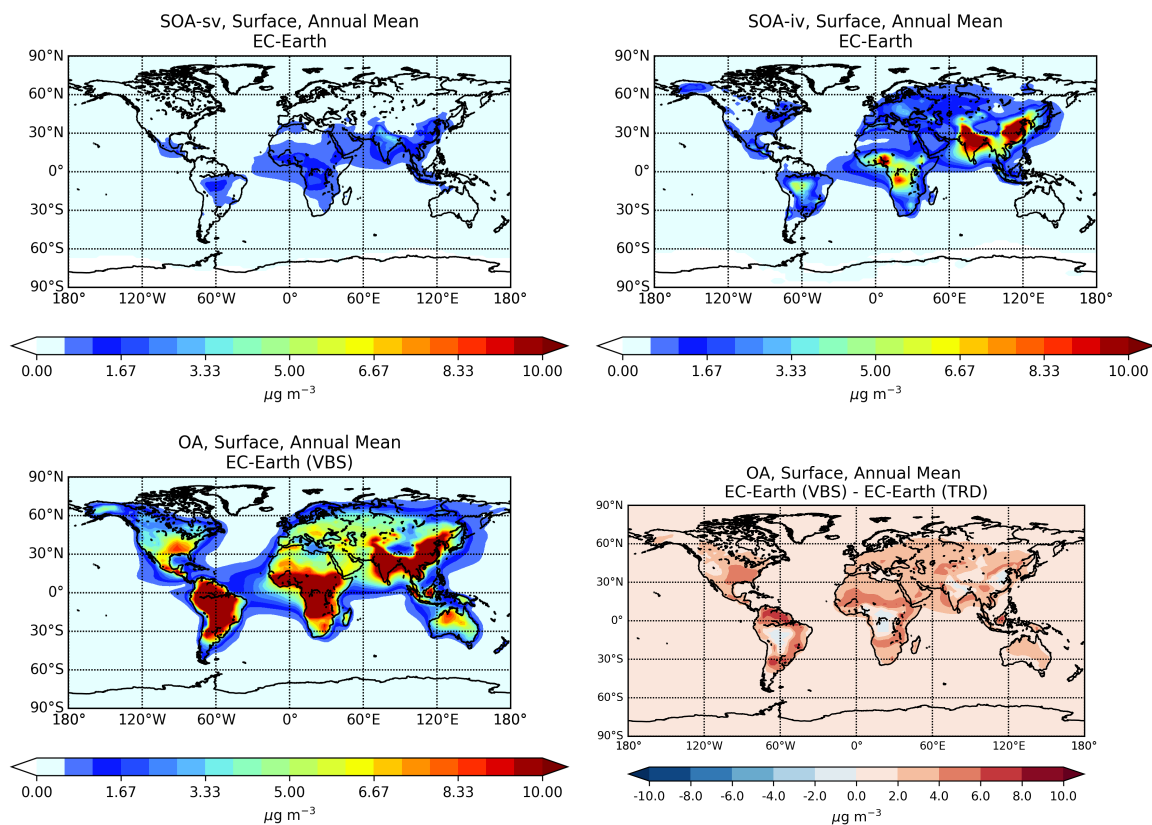 SOA-sv, Surface, Annual Mean
EC-Earth
90°N
60°N
30°N
0°
30°S
60°S
90°S
180°
120°W
60°W
0°
60°E
120°E
180°
0.00
1.67
3.33
5.00
6.67
8.33
10.00
μg m⁻³
SOA-iv, Surface, Annual Mean
EC-Earth
90°N
60°N
30°N
0°
30°S
60°S
90°S
180°
120°W
60°W
0°
60°E
120°E
180°
0.00
1.67
3.33
5.00
6.67
8.33
10.00
μg m⁻³
OA, Surface, Annual Mean
EC-Earth (VBS)
90°N
60°N
30°N
0°
30°S
60°S
90°S
180°
120°W
60°W
0°
60°E
120°E
180°
0.00
1.67
3.33
5.00
6.67
8.33
10.00
μg m⁻³
OA, Surface, Annual Mean
EC-Earth (VBS) - EC-Earth (TRD)
90°N
60°N
30°N
0°
30°S
60°S
90°S
180°
120°W
60°W
0°
60°E
120°E
180°
-10.0
-8.0
-6.0
-4.0
-2.0
0.0
2.0
4.0
6.0
8.0
10.0
μg m⁻³